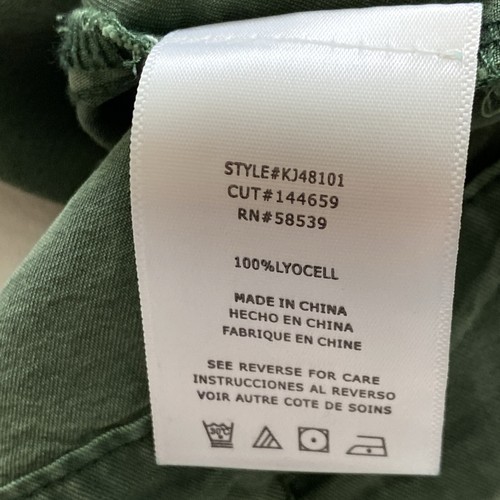 STYLE#KJ48101
CUT#144659
RN#58539
100%LYOCELL
MADE IN CHINA
HECHO EN CHINA
FABRIQUE EN CHINE
SEE REVERSE FOR CARE
INSTRUCCIONES AL REVERSO
VOIR AUTRE COTE DE SOINS
30°C